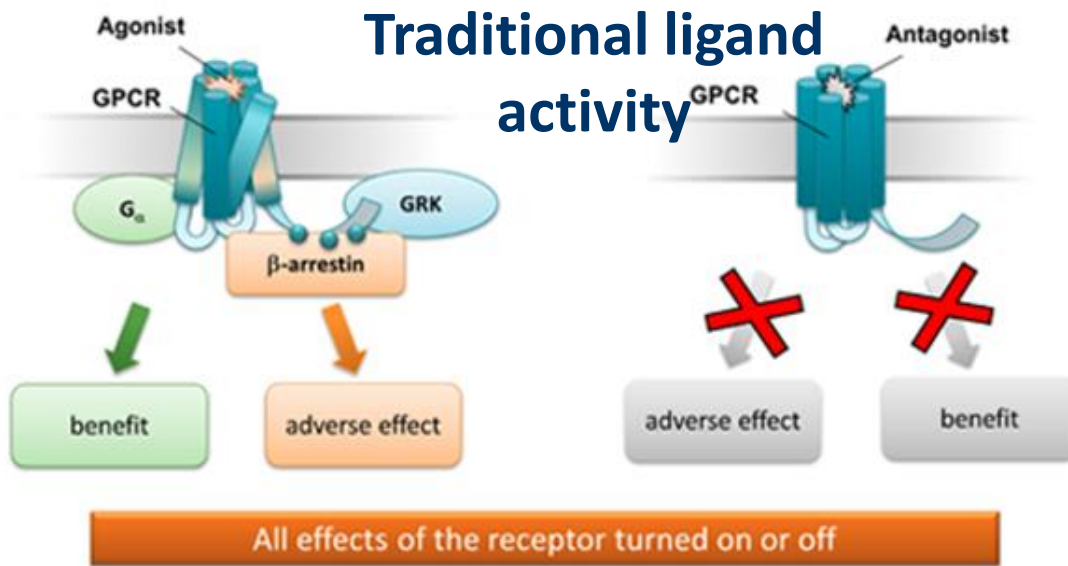 Traditional ligand
activity
Agonist
GPCR
Gα
GRK
β-arrestin
benefit
adverse effect
Antagonist
GPCR
adverse effect
benefit
All effects of the receptor turned on or off